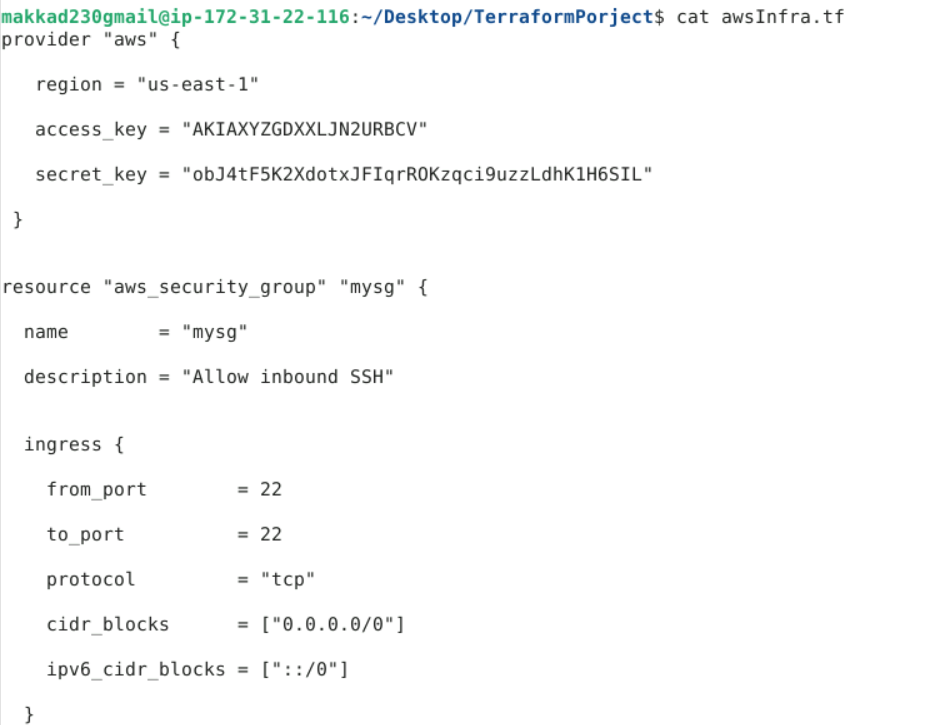 makkad230gmail@ip-172-31-22-116:~/Desktop/TerraformPorject$ cat awsInfra.tf
provider "aws" {
region = "us-east-1"
access_key = "AKIAXYZGDXXLJN2URBCV"
secret_key = "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"
}
resource "aws_security_group" "mysg" {
name = "mysg"
description = "Allow inbound SSH"
ingress {
from_port = 22
to_port = 22
protocol = "tcp"
cidr_blocks = ["0.0.0.0/0"]
ipv6_cidr_blocks = ["::/0"]
}